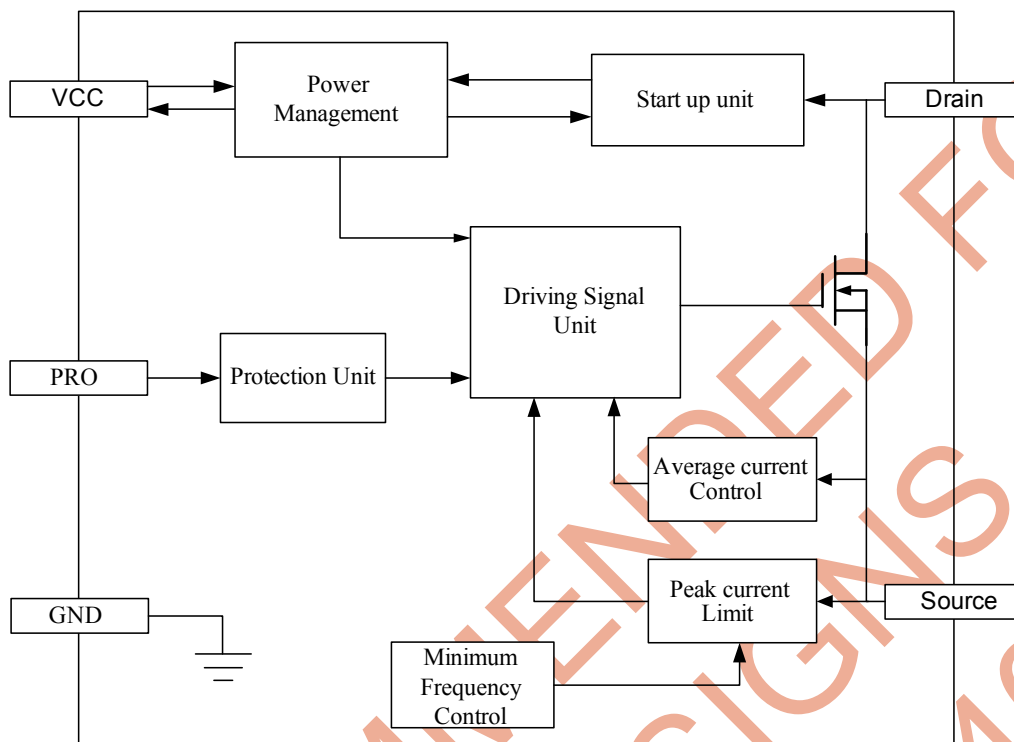 VCC
Power
Management
Start up unit
Drain
Driving Signal
Unit
PRO
Protection Unit
Average current
Control
GND
Peak current
Limit
Source
Minimum
Frequency
Control